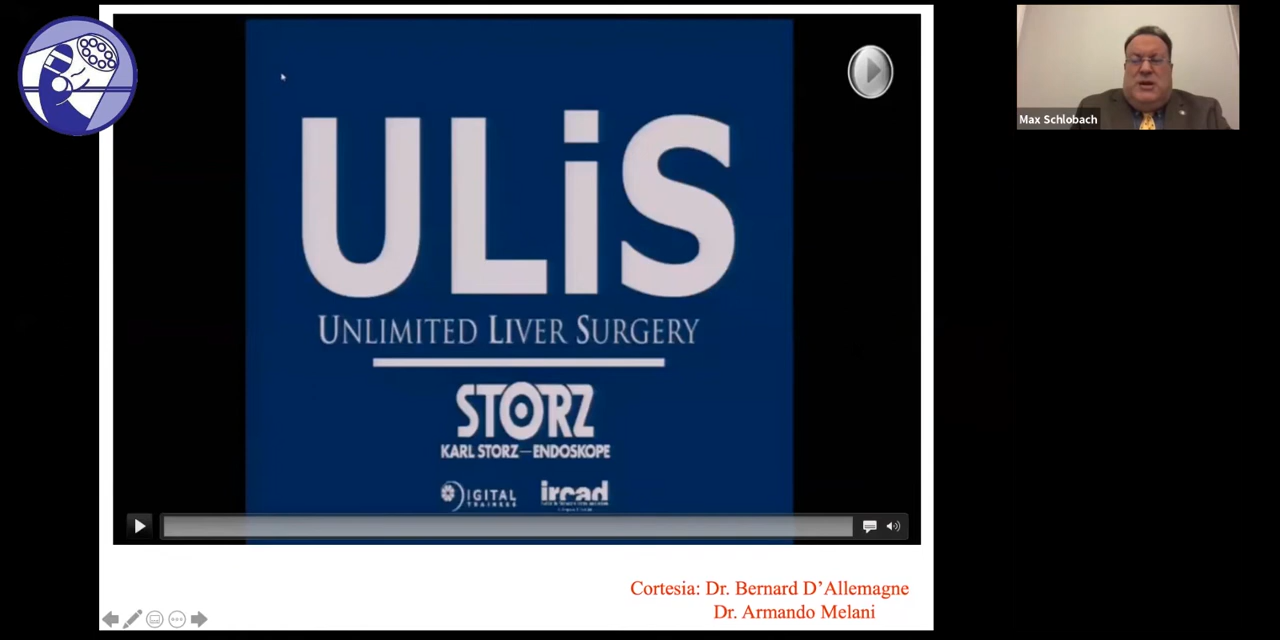 ULiS
UNLIMITED LIVER SURGERY
STORZ
KARL STORZ—ENDOSKOPE
DIGITAL
TRAINERS
ircad
Cortesia: Dr. Bernard D’Allemagne
Dr. Armando Melani
Max Schlobach